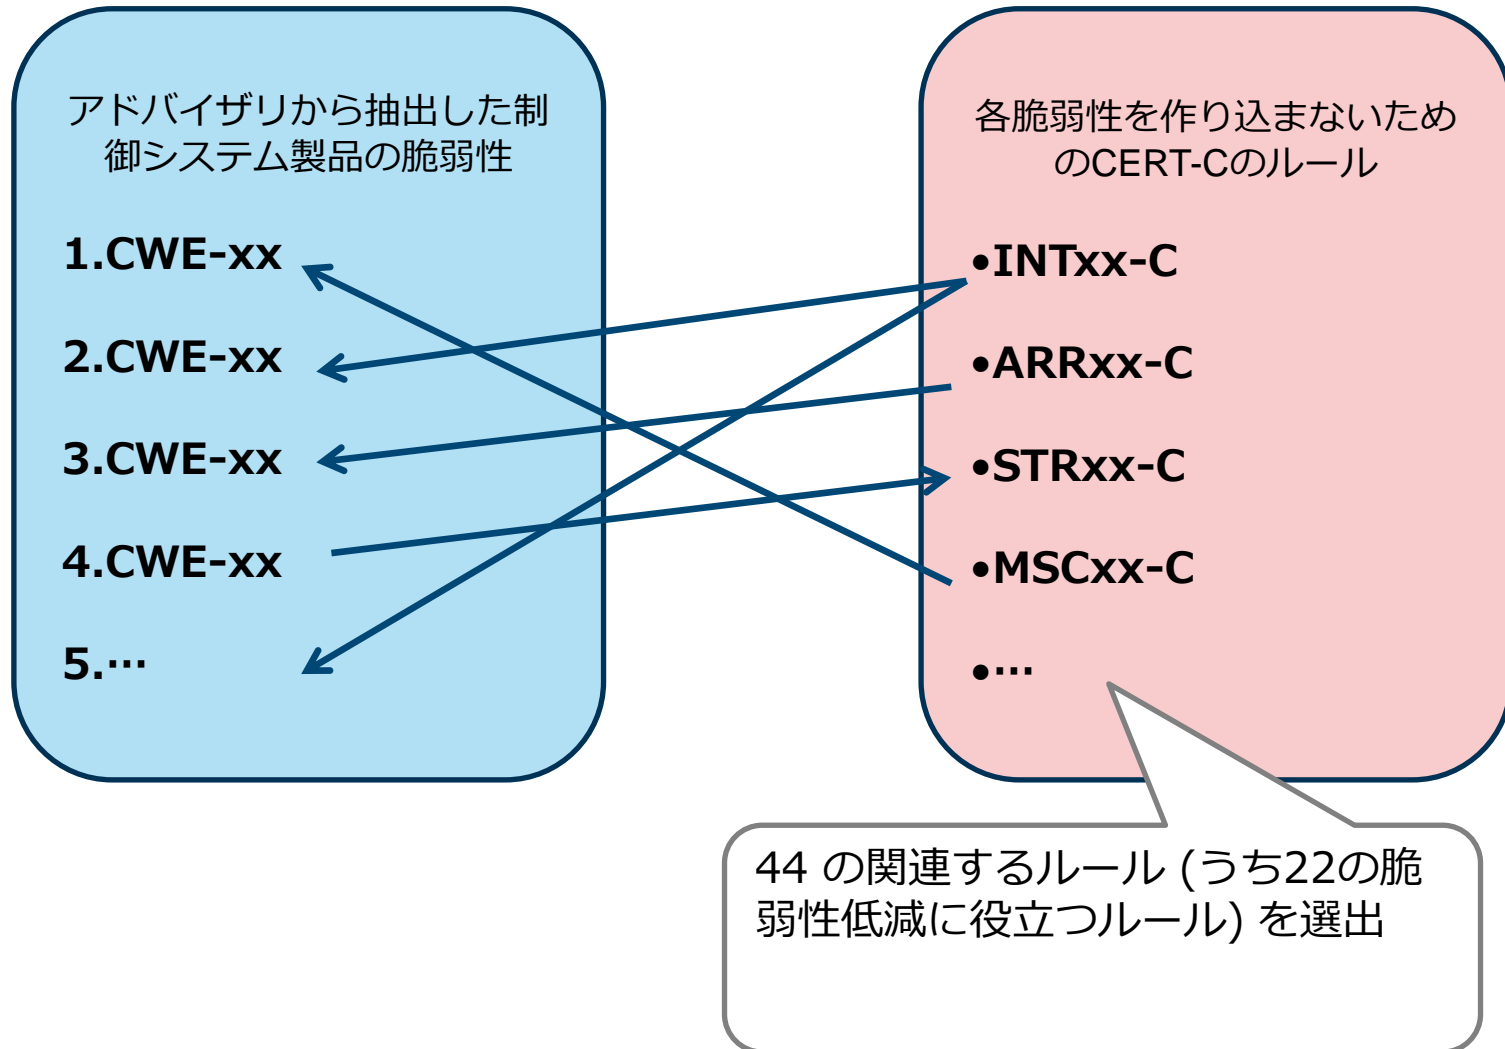 アドバイザリから抽出した制
御システム製品の脆弱性
1.CWE-xx
2.CWE-xx
3.CWE-xx
4.CWE-xx
5.…
各脆弱性を作り込まないため
のCERT-Cのルール
•INTxx-C
•ARRxx-C
•STRxx-C
•MSCxx-C
•…
44 の関連するルール (うち22の脆
弱性低減に役立つルール) を選出